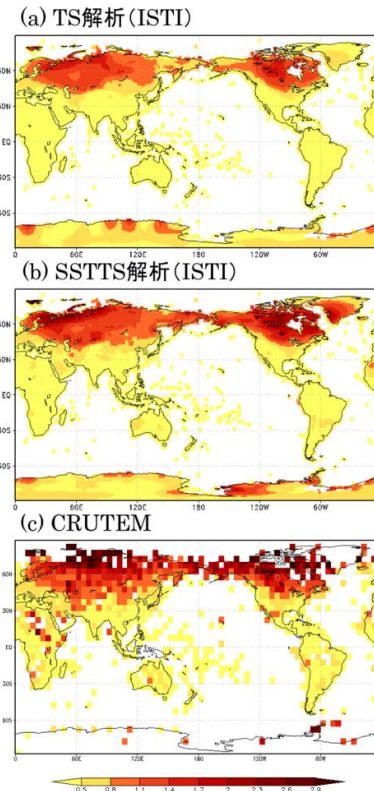 (a) TS解析(ISTI)
60N
30N
EQ
30S
60S
0 60E 120E 180 120W 60W
(b) SSTTS解析(ISTI)
60N
30N
EQ
30S
60S
0 60E 120E 180 120W 60W
(c) CRUTEM
60N
30N
EQ
30S
60S
0 60E 120E 180 120W 60W
0.5 0.8 1.1 1.4 1.7 2 2.3 2.6 2.9